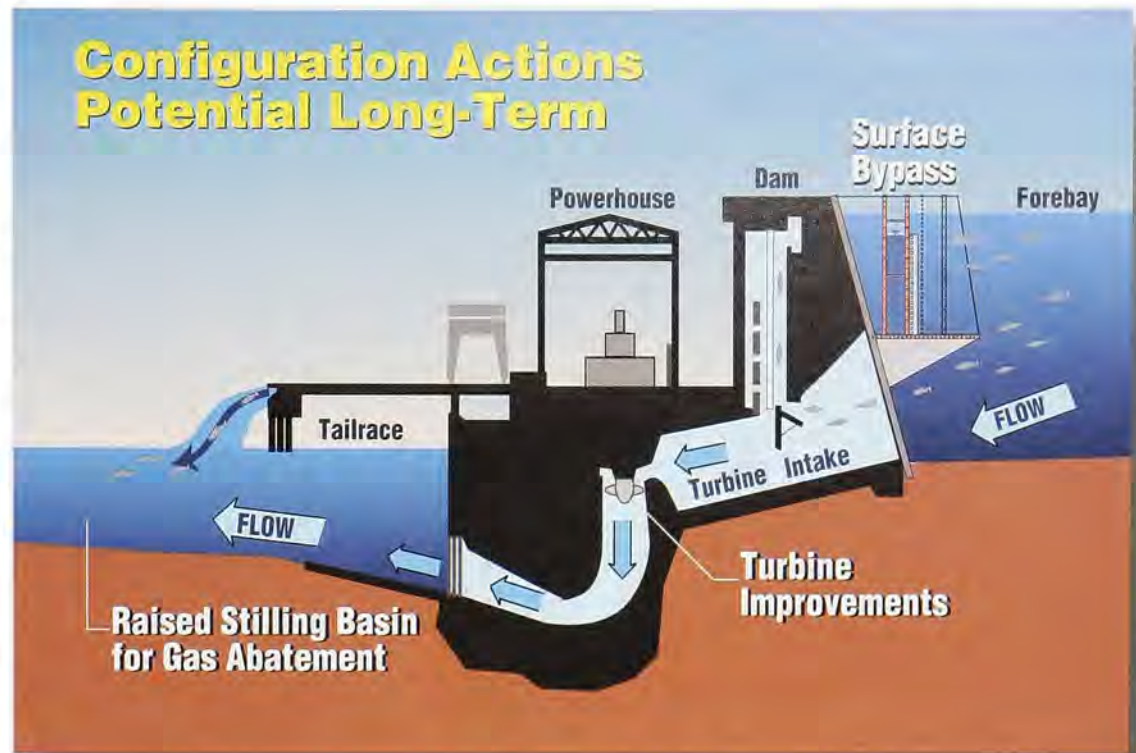 Configuration Actions
Potential Long-Term
Surface
Bypass
Dam
Powerhouse
Forebay
Tailrace
FLOW
Turbine Intake
FLOW
Turbine
Improvements
Raised Stilling Basin
for Gas Abatement